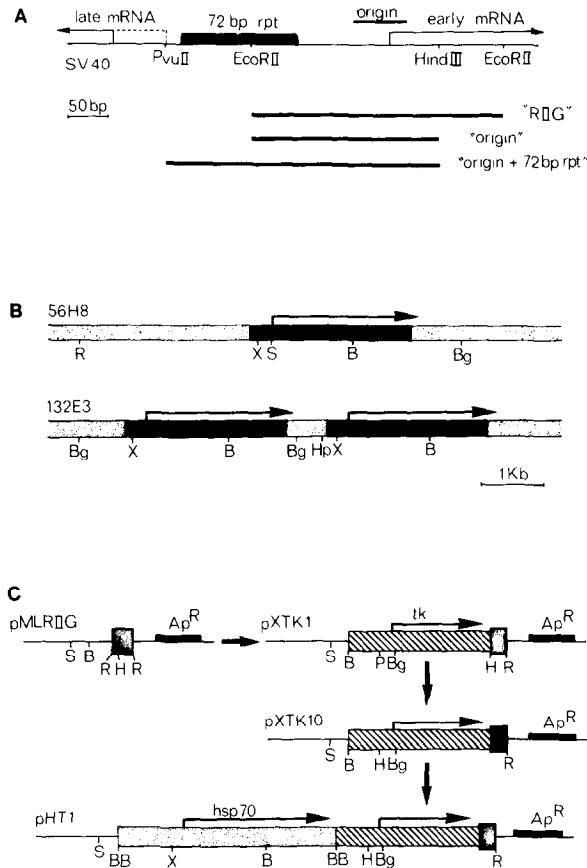 A
late mRNA
72 bp rpt
origin
early mRNA
SV40
PvuII
EcoRII
HindIII
EcoRII
50bp
"RIIG"
"origin"
"origin + 72bp rpt"
B
56H8
R
X S
B
Bg
132E3
Bg
X
B
Bg Hp X
B
1Kb
C
pMLRIIG
Ap^R
S B
R H R
pXTK1
tk
Ap^R
S
B
P Bg
H R
pXTK10
Ap^R
S
B
H Bg
R
pHT1
hsp70
Ap^R
S
BB
X
B
BB
H Bg
R